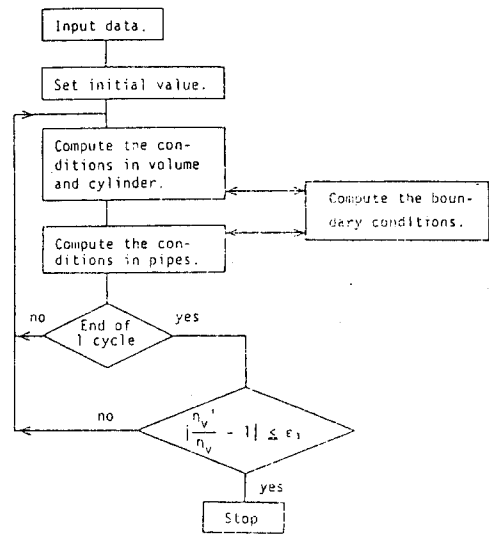 Input data.
Set initial value.
Compute the con-
ditions in volume
and cylinder.
Compute the boun-
dary conditions.
Compute the con-
ditions in pipes.
no
End of
1 cycle
yes
no
|n_v'/n_v - 1| ≤ ε₁
yes
Stop